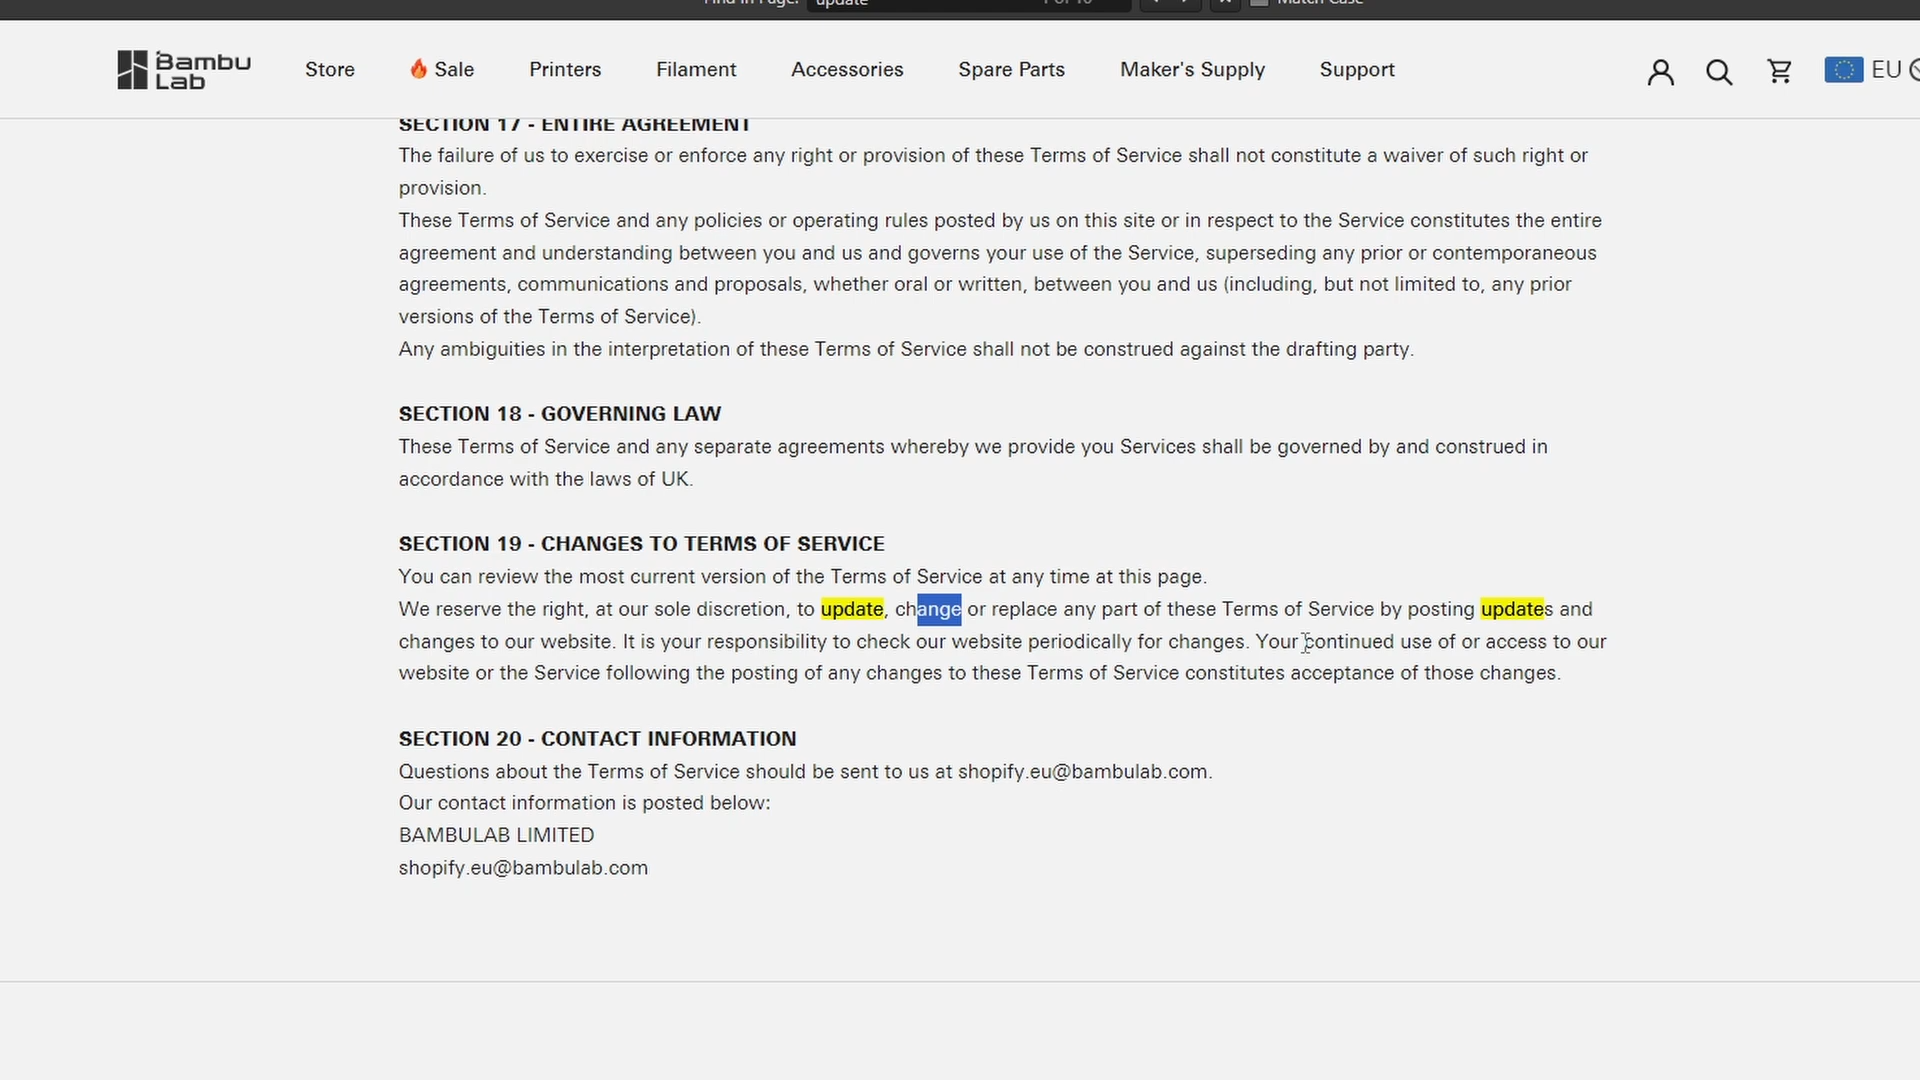 Find in Page: update
Match Case
Bambu Lab
Store
Sale
Printers
Filament
Accessories
Spare Parts
Maker's Supply
Support
EU
SECTION 17 - ENTIRE AGREEMENT
The failure of us to exercise or enforce any right or provision of these Terms of Service shall not constitute a waiver of such right or
provision.
These Terms of Service and any policies or operating rules posted by us on this site or in respect to the Service constitutes the entire
agreement and understanding between you and us and governs your use of the Service, superseding any prior or contemporaneous
agreements, communications and proposals, whether oral or written, between you and us (including, but not limited to, any prior
versions of the Terms of Service).
Any ambiguities in the interpretation of these Terms of Service shall not be construed against the drafting party.
SECTION 18 - GOVERNING LAW
These Terms of Service and any separate agreements whereby we provide you Services shall be governed by and construed in
accordance with the laws of UK.
SECTION 19 - CHANGES TO TERMS OF SERVICE
You can review the most current version of the Terms of Service at any time at this page.
We reserve the right, at our sole discretion, to update, change or replace any part of these Terms of Service by posting updates and
changes to our website. It is your responsibility to check our website periodically for changes. Your continued use of or access to our
website or the Service following the posting of any changes to these Terms of Service constitutes acceptance of those changes.
SECTION 20 - CONTACT INFORMATION
Questions about the Terms of Service should be sent to us at shopify.eu@bambulab.com.
Our contact information is posted below:
BAMBULAB LIMITED
shopify.eu@bambulab.com